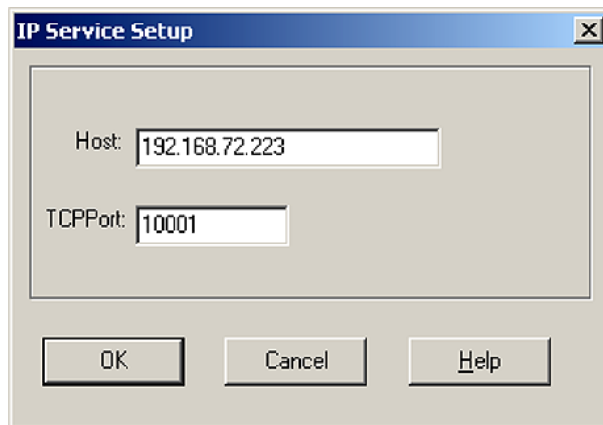 IP Service Setup
Host: 192.168.72.223
TCPPort: 10001
OK Cancel Help